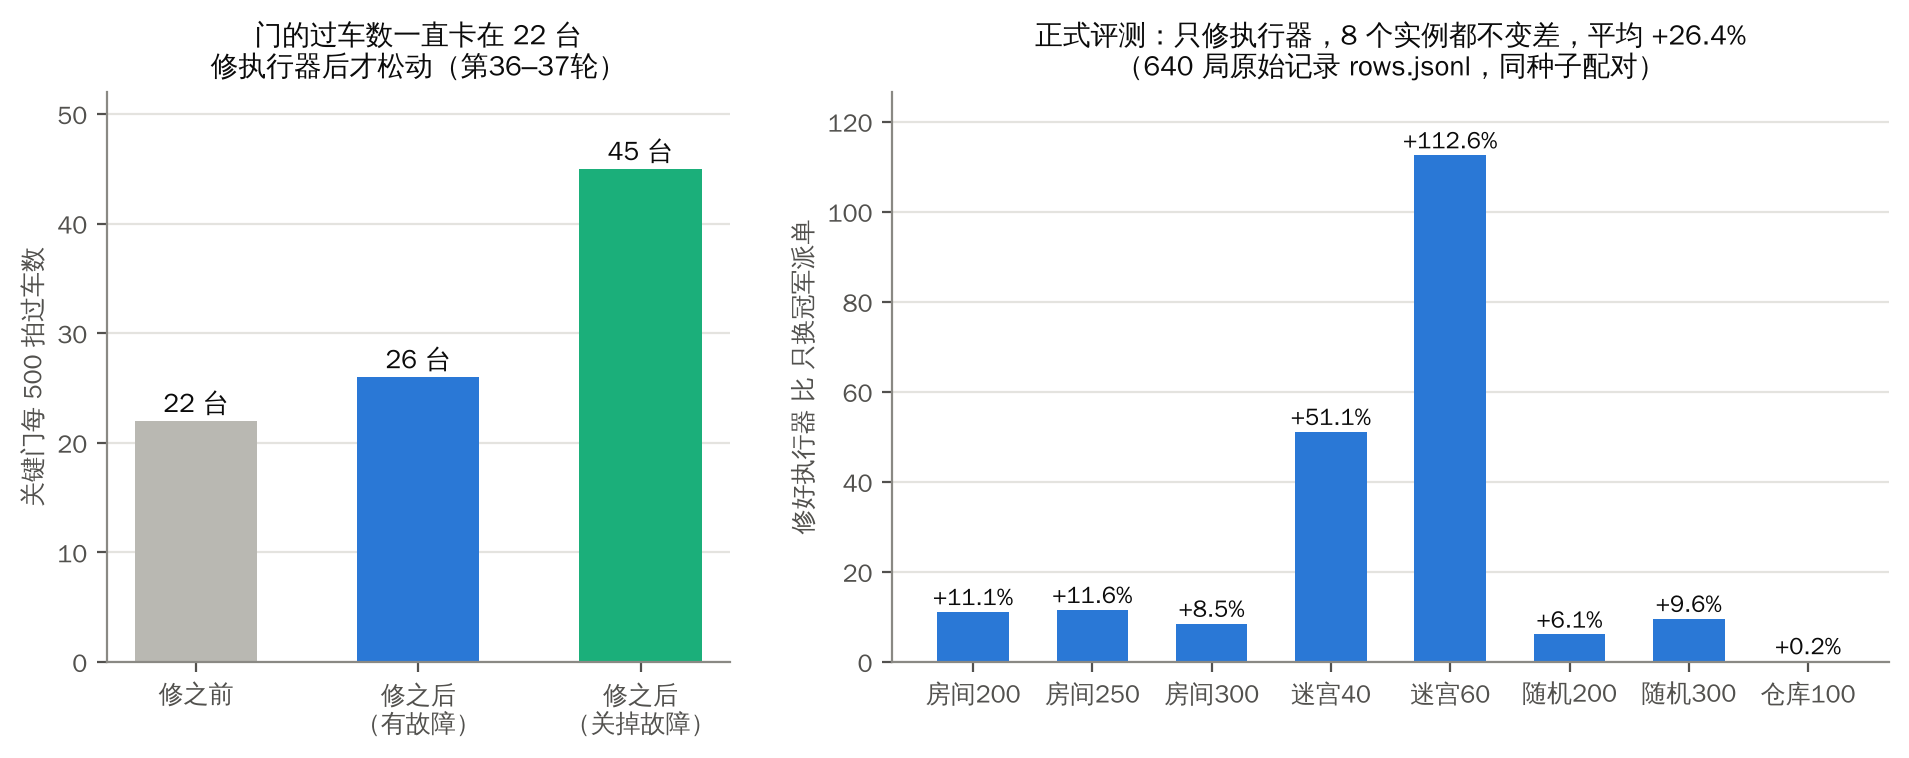 门的过车数一直卡在 22 台
修执行器后才松动（第36–37轮）
关键门每 500 拍过车数
50
40
30
20
10
0
22 台
26 台
45 台
修之前
修之后
（有故障）
修之后
（关掉故障）
正式评测：只修执行器，8 个实例都不变差，平均 +26.4%
（640 局原始记录 rows.jsonl，同种子配对）
修好执行器 比 只换冠军派单
120
100
80
60
40
20
0
+11.1%
+11.6%
+8.5%
+51.1%
+112.6%
+6.1%
+9.6%
+0.2%
房间200
房间250
房间300
迷宫40
迷宫60
随机200
随机300
仓库100